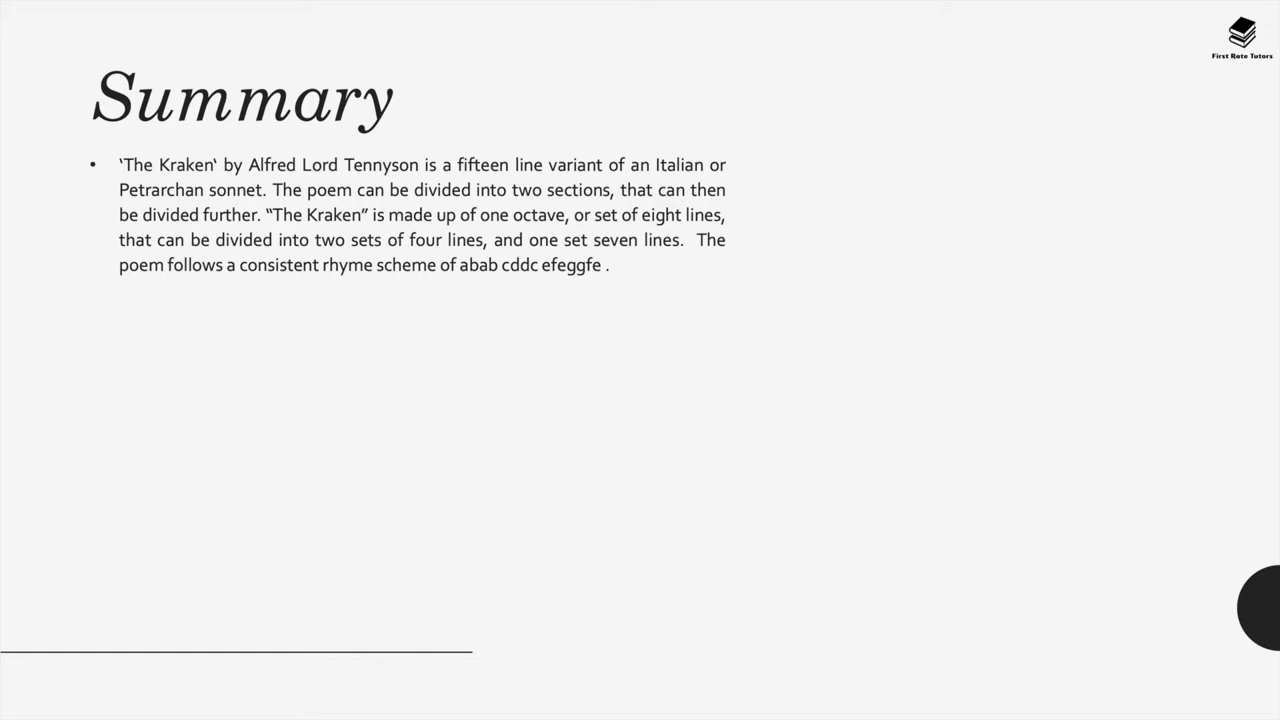 First Rate Tutors
Summary
• ‘The Kraken‘ by Alfred Lord Tennyson is a fifteen line variant of an Italian or
Petrarchan sonnet. The poem can be divided into two sections, that can then
be divided further. “The Kraken” is made up of one octave, or set of eight lines,
that can be divided into two sets of four lines, and one set seven lines.  The
poem follows a consistent rhyme scheme of abab cddc efeggfe .